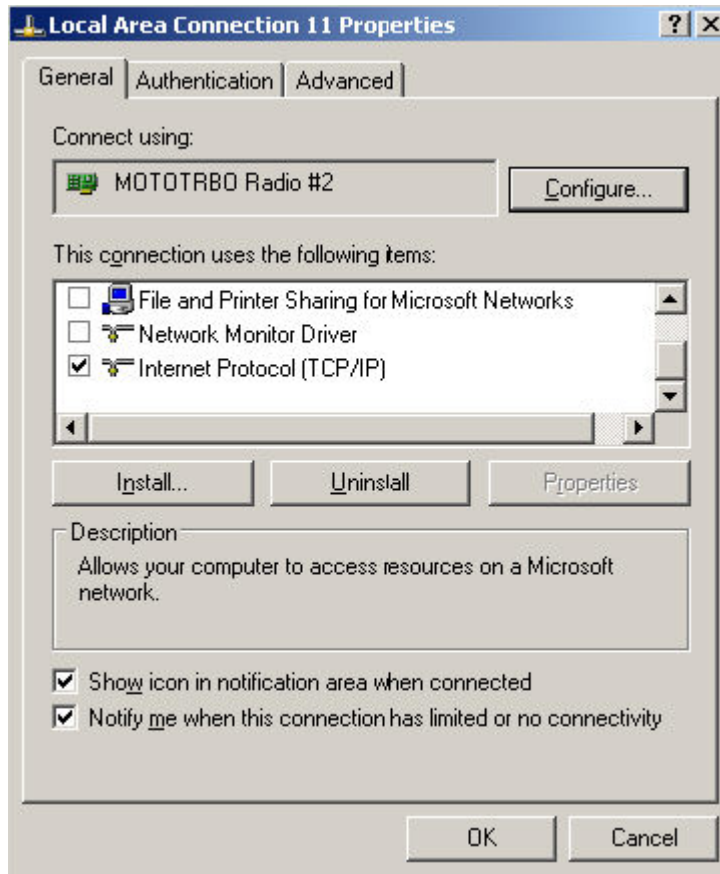 Local Area Connection 11 Properties
General
Authentication
Advanced
Connect using:
MOTOTRBO Radio #2
Configure...
This connection uses the following items:
File and Printer Sharing for Microsoft Networks
Network Monitor Driver
Internet Protocol (TCP/IP)
Install...
Uninstall
Properties
Description
Allows your computer to access resources on a Microsoft
network.
Show icon in notification area when connected
Notify me when this connection has limited or no connectivity
OK
Cancel